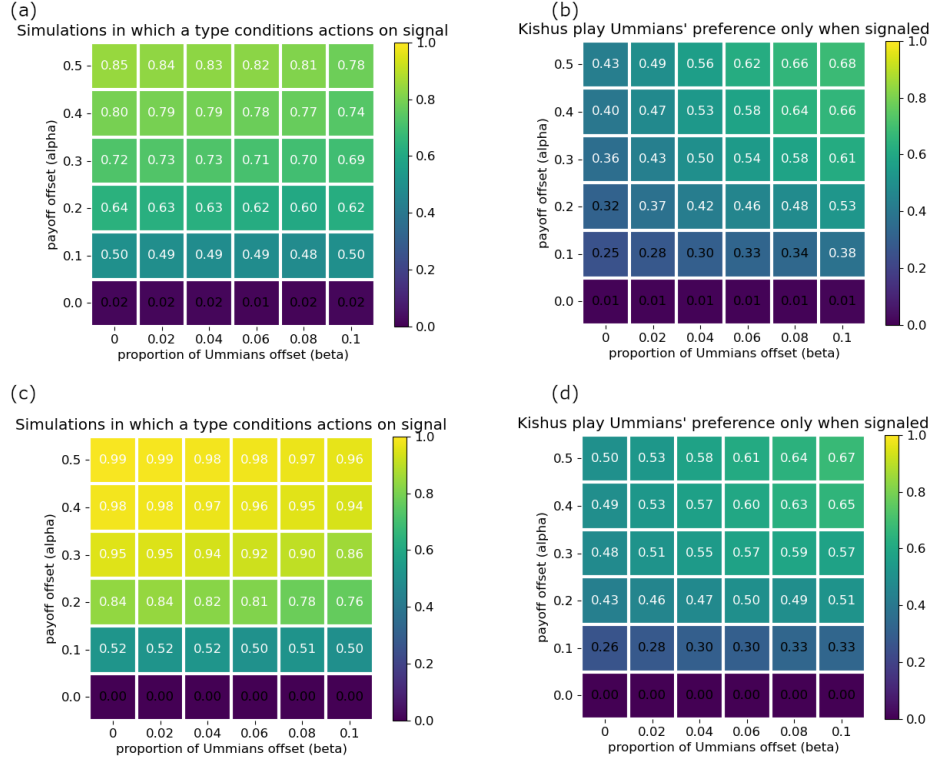 (a)
Simulations in which a type conditions actions on signal
payoff offset (alpha)
0.5 0.85 0.84 0.83 0.82 0.81 0.78
0.4 0.80 0.79 0.79 0.78 0.77 0.74
0.3 0.72 0.73 0.73 0.71 0.70 0.69
0.2 0.64 0.63 0.63 0.62 0.60 0.62
0.1 0.50 0.49 0.49 0.49 0.48 0.50
0.0 0.02 0.02 0.02 0.01 0.02 0.02
0 0.02 0.04 0.06 0.08 0.1
proportion of Ummians offset (beta)
1.0
0.8
0.6
0.4
0.2
0.0
(b)
Kishus play Ummians' preference only when signaled
payoff offset (alpha)
0.5 0.43 0.49 0.56 0.62 0.66 0.68
0.4 0.40 0.47 0.53 0.58 0.64 0.66
0.3 0.36 0.43 0.50 0.54 0.58 0.61
0.2 0.32 0.37 0.42 0.46 0.48 0.53
0.1 0.25 0.28 0.30 0.33 0.34 0.38
0.0 0.01 0.01 0.01 0.01 0.01 0.01
0 0.02 0.04 0.06 0.08 0.1
proportion of Ummians offset (beta)
1.0
0.8
0.6
0.4
0.2
0.0
(c)
Simulations in which a type conditions actions on signal
payoff offset (alpha)
0.5 0.99 0.99 0.98 0.98 0.97 0.96
0.4 0.98 0.98 0.97 0.96 0.95 0.94
0.3 0.95 0.95 0.94 0.92 0.90 0.86
0.2 0.84 0.84 0.82 0.81 0.78 0.76
0.1 0.52 0.52 0.52 0.50 0.51 0.50
0.0 0.00 0.00 0.00 0.00 0.00 0.00
0 0.02 0.04 0.06 0.08 0.1
proportion of Ummians offset (beta)
1.0
0.8
0.6
0.4
0.2
0.0
(d)
Kishus play Ummians' preference only when signaled
payoff offset (alpha)
0.5 0.50 0.53 0.58 0.61 0.64 0.67
0.4 0.49 0.53 0.57 0.60 0.63 0.65
0.3 0.48 0.51 0.55 0.57 0.59 0.57
0.2 0.43 0.46 0.47 0.50 0.49 0.51
0.1 0.26 0.28 0.30 0.30 0.33 0.33
0.0 0.00 0.00 0.00 0.00 0.00 0.00
0 0.02 0.04 0.06 0.08 0.1
proportion of Ummians offset (beta)
1.0
0.8
0.6
0.4
0.2
0.0